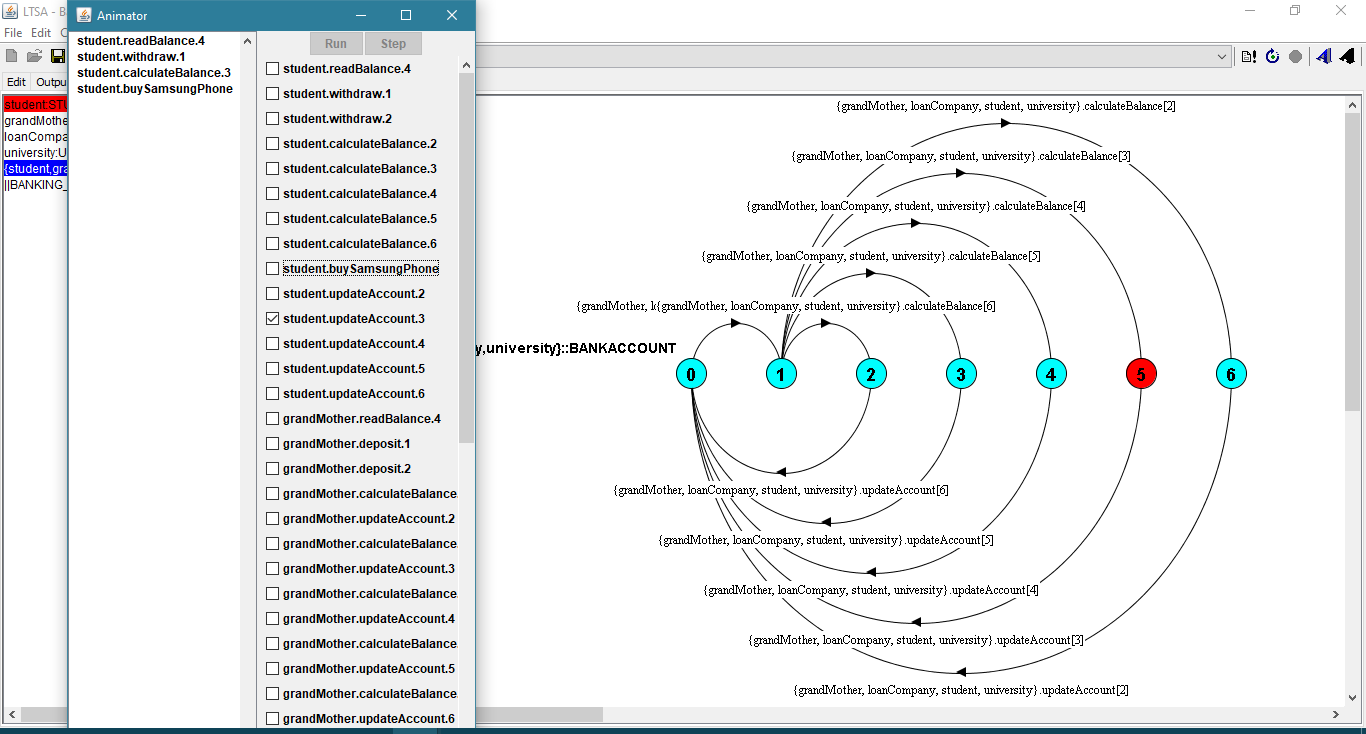 LTSA - BA
Animator
File Edit C
Edit Outpu
student:STU
grandMothe
loanCompa
university:U
{student,gra
||BANKING_
student.readBalance.4
student.withdraw.1
student.calculateBalance.3
student.buySamsungPhone
Run Step
student.readBalance.4
student.withdraw.1
student.withdraw.2
student.calculateBalance.2
student.calculateBalance.3
student.calculateBalance.4
student.calculateBalance.5
student.calculateBalance.6
student.buySamsungPhone
student.updateAccount.2
student.updateAccount.3
student.updateAccount.4
student.updateAccount.5
student.updateAccount.6
grandMother.readBalance.4
grandMother.deposit.1
grandMother.deposit.2
grandMother.calculateBalance.
grandMother.updateAccount.2
grandMother.calculateBalance.
grandMother.updateAccount.3
grandMother.calculateBalance.
grandMother.updateAccount.4
grandMother.calculateBalance.
grandMother.updateAccount.5
grandMother.calculateBalance.
grandMother.updateAccount.6
{grandMother, loanCompany, student, university}.calculateBalance[2]
{grandMother, loanCompany, student, university}.calculateBalance[3]
{grandMother, loanCompany, student, university}.calculateBalance[4]
{grandMother, loanCompany, student, university}.calculateBalance[5]
{grandMother, l {grandMother, loanCompany, student, university}.calculateBalance[6]
y,university}::BANKACCOUNT
0 1 2 3 4 5 6
{grandMother, loanCompany, student, university}.updateAccount[6]
{grandMother, loanCompany, student, university}.updateAccount[5]
{grandMother, loanCompany, student, university}.updateAccount[4]
{grandMother, loanCompany, student, university}.updateAccount[3]
{grandMother, loanCompany, student, university}.updateAccount[2]